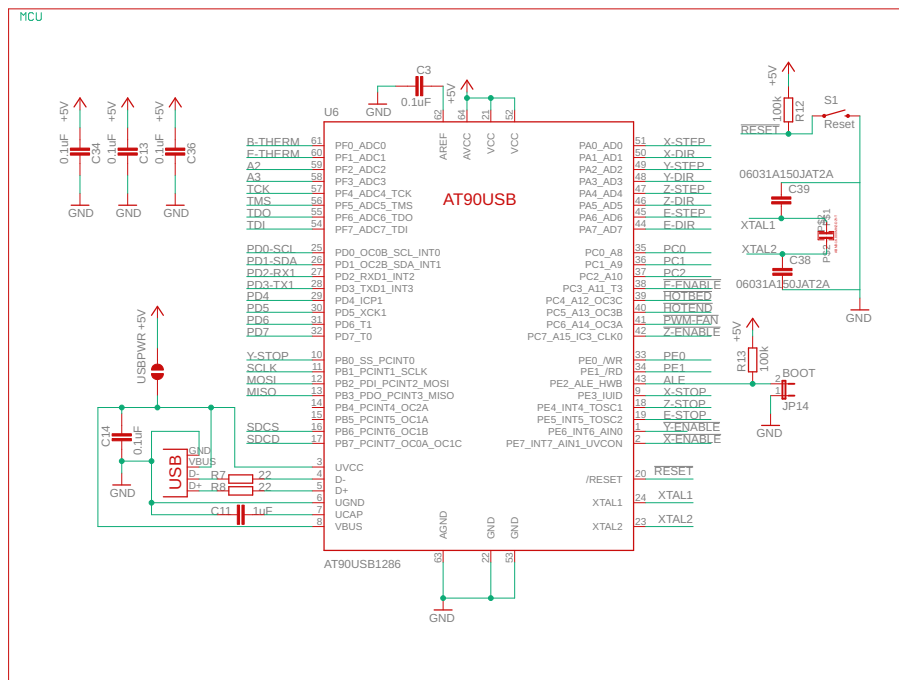 MCU
+5V
0.1uF
C34
GND
+5V
0.1uF
C13
GND
+5V
0.1uF
C36
GND
C3
0.1uF
GND
+5V
U6
AT90USB
AT90USB1286
62 AREF
64 AVCC
21 VCC
52 VCC
B-THERM 61 PF0_ADC0
E-THERM 60 PF1_ADC1
A2 59 PF2_ADC2
A3 58 PF3_ADC3
TCK 57 PF4_ADC4_TCK
TMS 56 PF5_ADC5_TMS
TDO 55 PF6_ADC6_TDO
TDI 54 PF7_ADC7_TDI
PD0-SCL 25 PD0_OC0B_SCL_INT0
PD1-SDA 26 PD1_OC2B_SDA_INT1
PD2-RX1 27 PD2_RXD1_INT2
PD3-TX1 28 PD3_TXD1_INT3
PD4 29 PD4_ICP1
PD5 30 PD5_XCK1
PD6 31 PD6_T1
PD7 32 PD7_T0
Y-STOP 10 PB0_SS_PCINT0
SCLK 11 PB1_PCINT1_SCLK
MOSI 12 PB2_PDI_PCINT2_MOSI
MISO 13 PB3_PDO_PCINT3_MISO
14 PB4_PCINT4_OC2A
15 PB5_PCINT5_OC1A
SDCS 16 PB6_PCINT6_OC1B
SDCD 17 PB7_PCINT7_OC0A_OC1C
3 UVCC
4 D-
5 D+
6 UGND
7 UCAP
8 VBUS
PA0_AD0 51 X-STEP
PA1_AD1 50 X-DIR
PA2_AD2 49 Y-STEP
PA3_AD3 48 Y-DIR
PA4_AD4 47 Z-STEP
PA5_AD5 46 Z-DIR
PA6_AD6 45 E-STEP
PA7_AD7 44 E-DIR
PC0_A8 35 PC0
PC1_A9 36 PC1
PC2_A10 37 PC2
PC3_A11_T3 38 E-ENABLE
PC4_A12_OC3C 39 HOTBED
PC5_A13_OC3B 40 HOTEND
PC6_A14_OC3A 41 PWM-FAN
PC7_A15_IC3_CLK0 42 Z-ENABLE
PE0_/WR 33 PE0
PE1_/RD 34 PE1
PE2_ALE_HWB 43 ALE
PE3_IUID 9 X-STOP
PE4_INT4_TOSC1 18 Z-STOP
PE5_INT5_TOSC2 19 E-STOP
PE6_INT6_AIN0 1 Y-ENABLE
PE7_INT7_AIN1_UVCON 2 X-ENABLE
/RESET 20 RESET
XTAL1 24 XTAL1
XTAL2 23 XTAL2
AGND 63
GND 22
GND 53
GND
USBPWR +5V
C14
0.1uF
GND
USB
GND
VBUS
D-
D+
R7 22
R8 22
C11 1uF
+5V
100k
R12
RESET
S1
Reset
06031A150JAT2A
C39
XTAL1
PS1
XTAL2
PS2
C38
06031A150JAT2A
GND
+5V
R13
100k
BOOT
2
1
JP14
GND